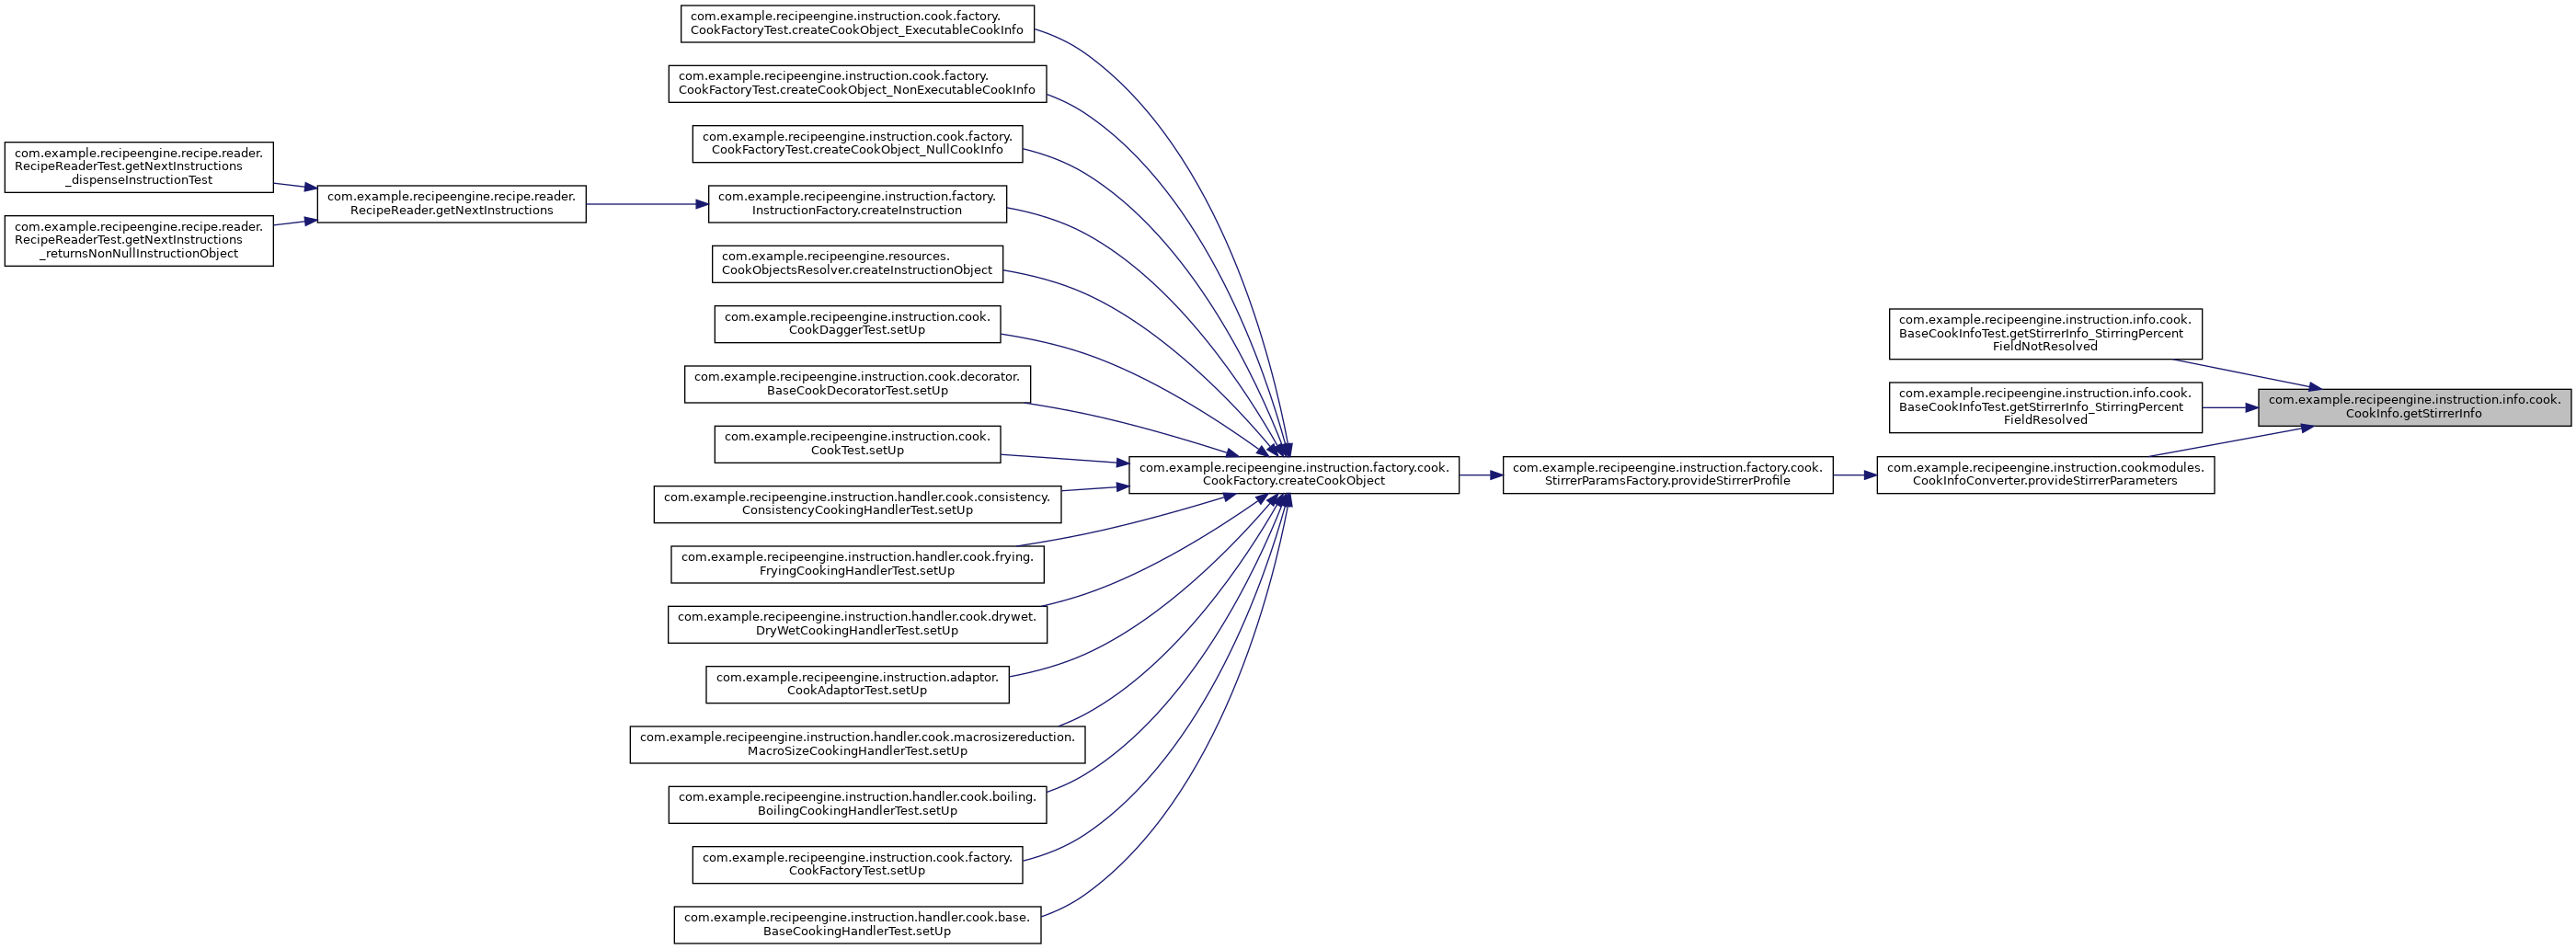 com.example.recipeengine.instruction.cook.factory.
CookFactoryTest.createCookObject_ExecutableCookInfo
com.example.recipeengine.instruction.cook.factory.
CookFactoryTest.createCookObject_NonExecutableCookInfo
com.example.recipeengine.instruction.cook.factory.
CookFactoryTest.createCookObject_NullCookInfo
com.example.recipeengine.recipe.reader.
RecipeReaderTest.getNextInstructions
_dispenseInstructionTest
com.example.recipeengine.recipe.reader.
RecipeReaderTest.getNextInstructions
_returnsNonNullInstructionObject
com.example.recipeengine.recipe.reader.
RecipeReader.getNextInstructions
com.example.recipeengine.instruction.factory.
InstructionFactory.createInstruction
com.example.recipeengine.resources.
CookObjectsResolver.createInstructionObject
com.example.recipeengine.instruction.cook.
CookDaggerTest.setUp
com.example.recipeengine.instruction.cook.decorator.
BaseCookDecoratorTest.setUp
com.example.recipeengine.instruction.cook.
CookTest.setUp
com.example.recipeengine.instruction.handler.cook.consistency.
ConsistencyCookingHandlerTest.setUp
com.example.recipeengine.instruction.handler.cook.frying.
FryingCookingHandlerTest.setUp
com.example.recipeengine.instruction.handler.cook.drywet.
DryWetCookingHandlerTest.setUp
com.example.recipeengine.instruction.adaptor.
CookAdaptorTest.setUp
com.example.recipeengine.instruction.handler.cook.macrosizereduction.
MacroSizeCookingHandlerTest.setUp
com.example.recipeengine.instruction.handler.cook.boiling.
BoilingCookingHandlerTest.setUp
com.example.recipeengine.instruction.cook.factory.
CookFactoryTest.setUp
com.example.recipeengine.instruction.handler.cook.base.
BaseCookingHandlerTest.setUp
com.example.recipeengine.instruction.factory.cook.
CookFactory.createCookObject
com.example.recipeengine.instruction.factory.cook.
StirrerParamsFactory.provideStirrerProfile
com.example.recipeengine.instruction.info.cook.
BaseCookInfoTest.getStirrerInfo_StirringPercent
FieldNotResolved
com.example.recipeengine.instruction.info.cook.
BaseCookInfoTest.getStirrerInfo_StirringPercent
FieldResolved
com.example.recipeengine.instruction.cookmodules.
CookInfoConverter.provideStirrerParameters
com.example.recipeengine.instruction.info.cook.
CookInfo.getStirrerInfo